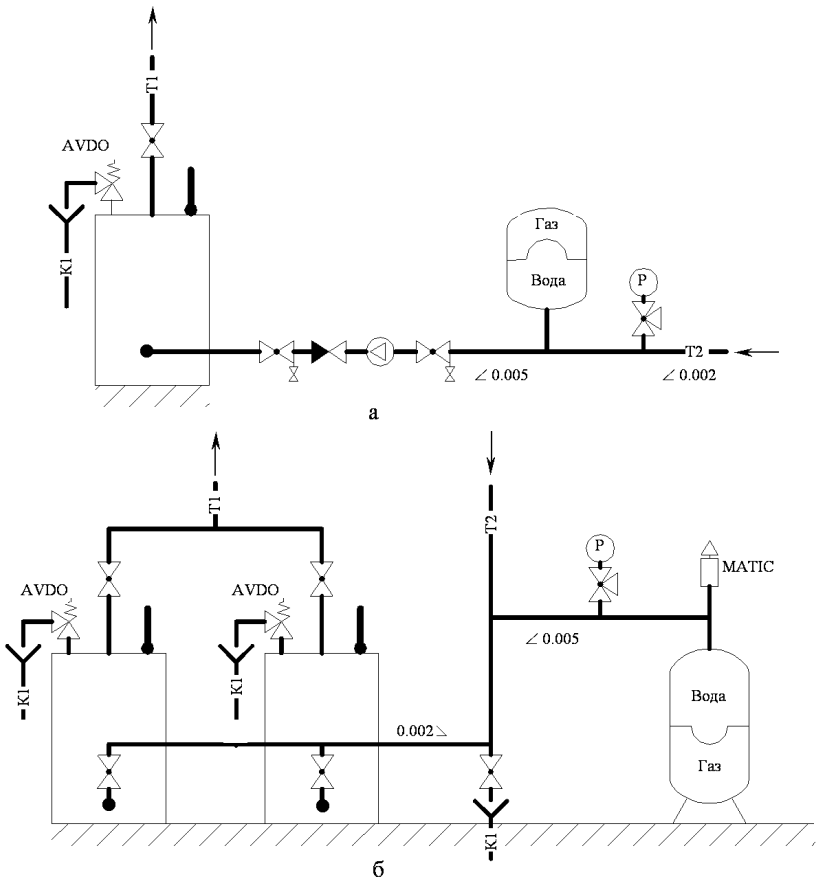 T1
AVDO
K1
Газ
Вода
P
T2
∠ 0.005
∠ 0.002
а
T1
T2
P
MATIC
AVDO
AVDO
∠ 0.005
K1
K1
Вода
0.002
Газ
K1
б